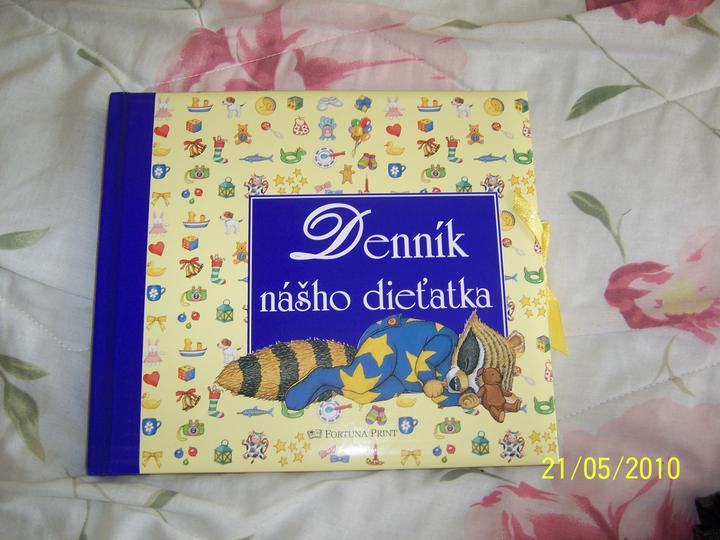 Denník
nášho dieťatka
FORTUNA PRINT
21/05/2010